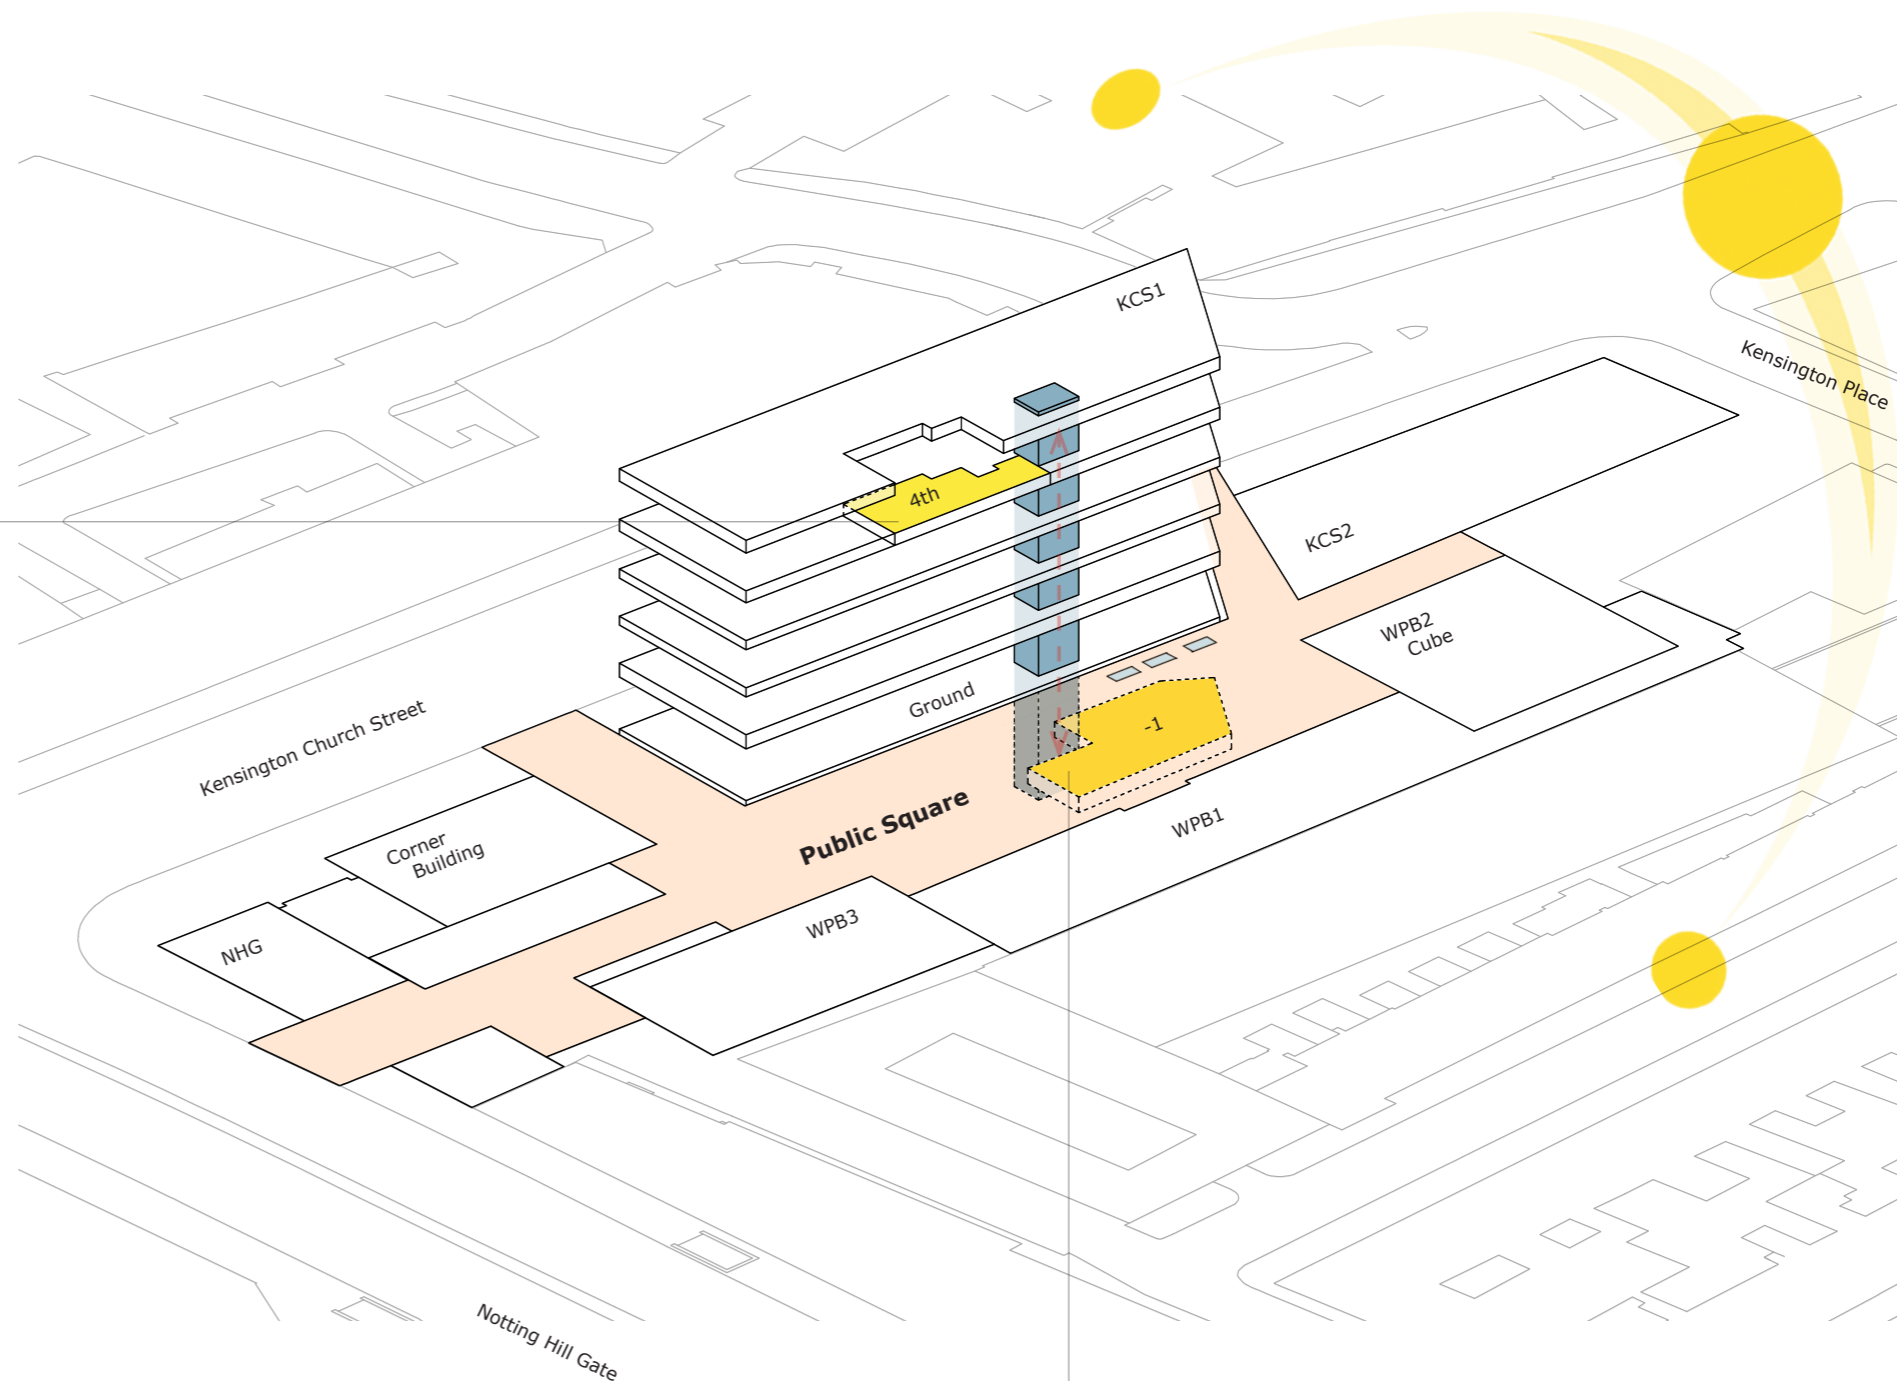 KCS1
Kensington Place
4th
KCS2
WPB2
Cube
Ground
Kensington Church Street
-1
Public Square
WPB1
Corner
Building
WPB3
NHG
Notting Hill Gate